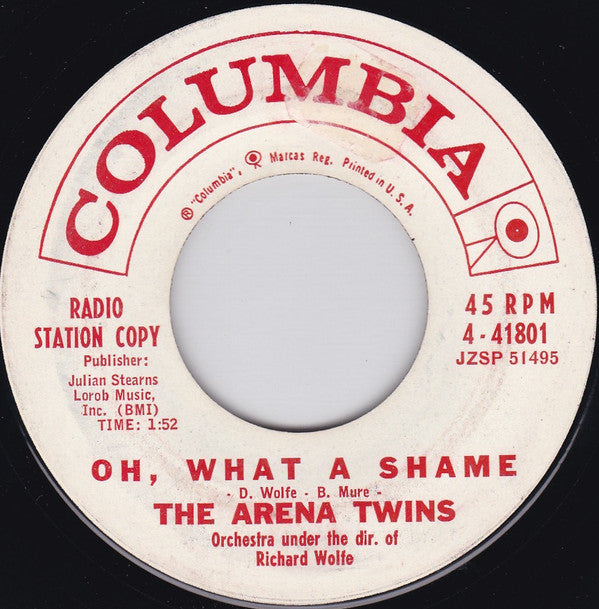 COLUMBIA
® "Columbia", Marcas Reg. Printed in U.S.A.
RADIO
STATION COPY
Publisher:
Julian Stearns
Lorob Music,
Inc. (BMI)
TIME: 1:52
45 RPM
4-41801
JZSP 51495
OH, WHAT A SHAME
- D. Wolfe - B. Mure -
THE ARENA TWINS
Orchestra under the dir. of
Richard Wolfe